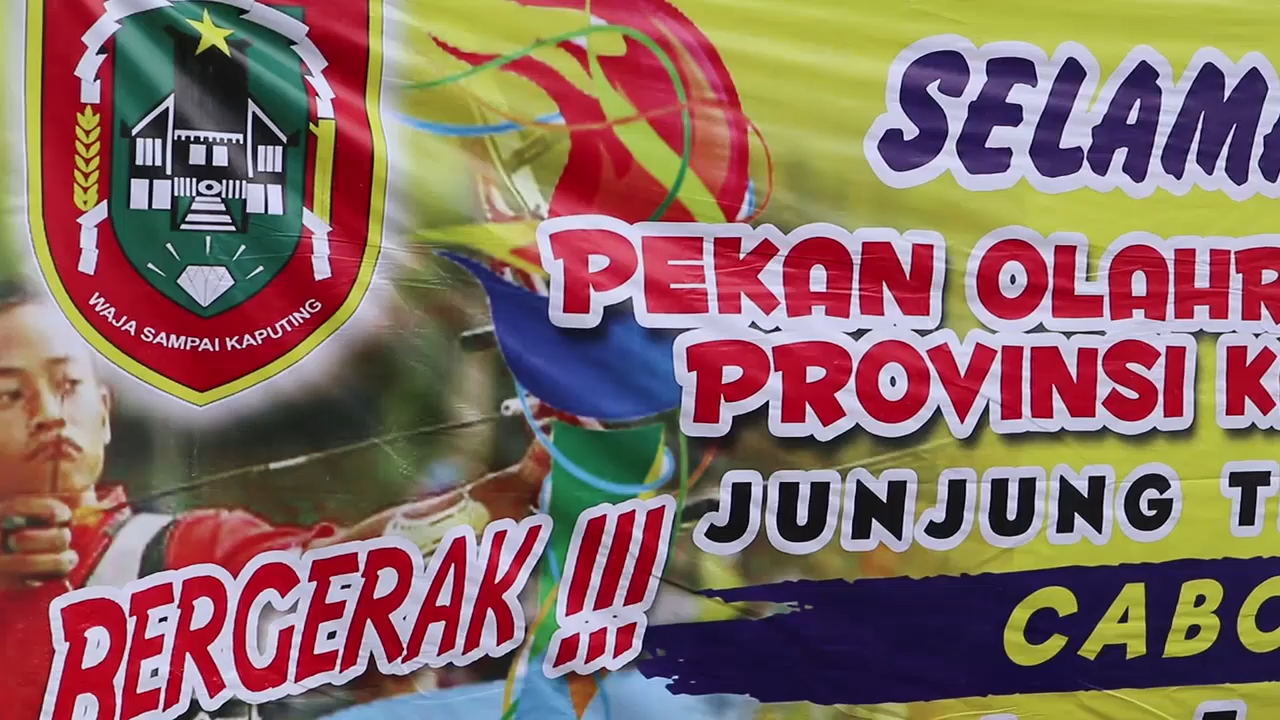 WAJA SAMPAI KAPUTING
SELAM
PEKAN OLAHR
PROVINSI K
JUNJUNG T
BERGERAK !!!
CABO